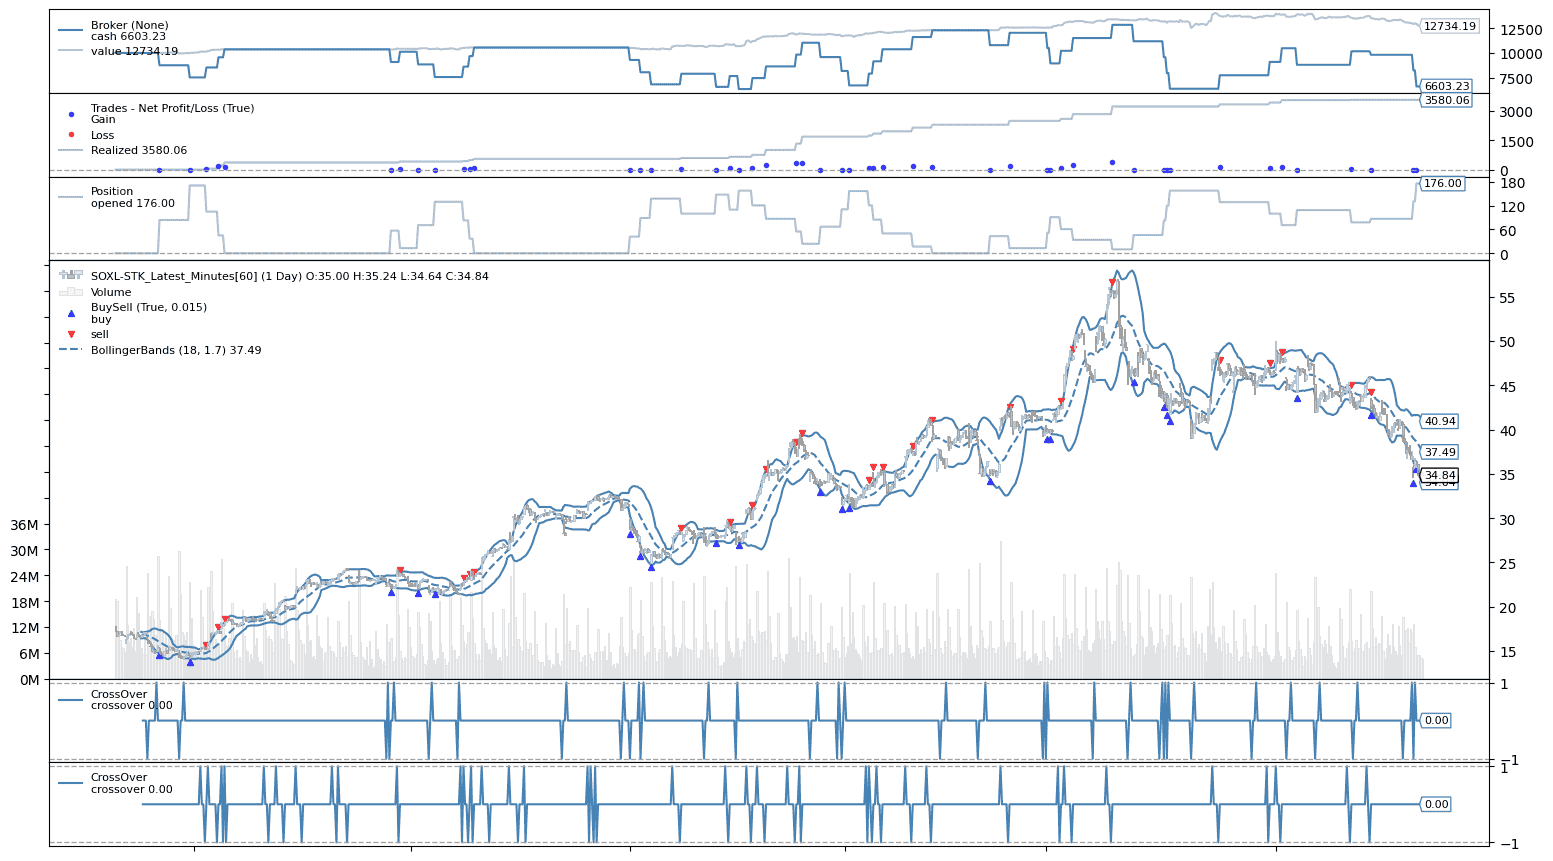 Broker (None)
cash 6603.23
value 12734.19
12734.19
6603.23
12500
10000
7500
Trades - Net Profit/Loss (True)
Gain
Loss
Realized 3580.06
3580.06
3000
1500
0
Position
opened 176.00
176.00
180
120
60
0
SOXL-STK_Latest_Minutes[60] (1 Day) O:35.00 H:35.24 L:34.64 C:34.84
Volume
BuySell (True, 0.015)
buy
sell
BollingerBands (18, 1.7) 37.49
36M
30M
24M
18M
12M
6M
0M
55
50
45
40
35
30
25
20
15
40.94
37.49
34.84
CrossOver
crossover 0.00
0.00
1
−1
CrossOver
crossover 0.00
0.00
1
−1